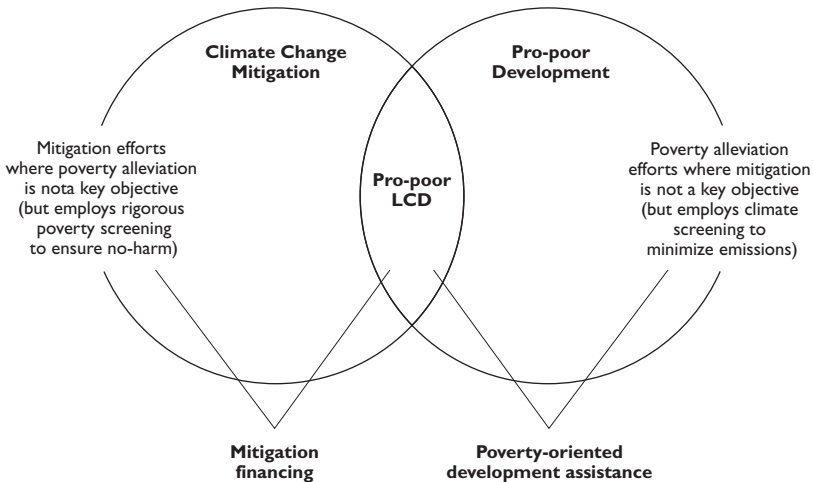 Climate Change
Mitigation
Pro-poor
Development
Mitigation efforts
where poverty alleviation
is nota key objective
(but employs rigorous
poverty screening
to ensure no-harm)
Pro-poor
LCD
Poverty alleviation
efforts where mitigation
is not a key objective
(but employs climate
screening to
minimize emissions)
Mitigation
financing
Poverty-oriented
development assistance